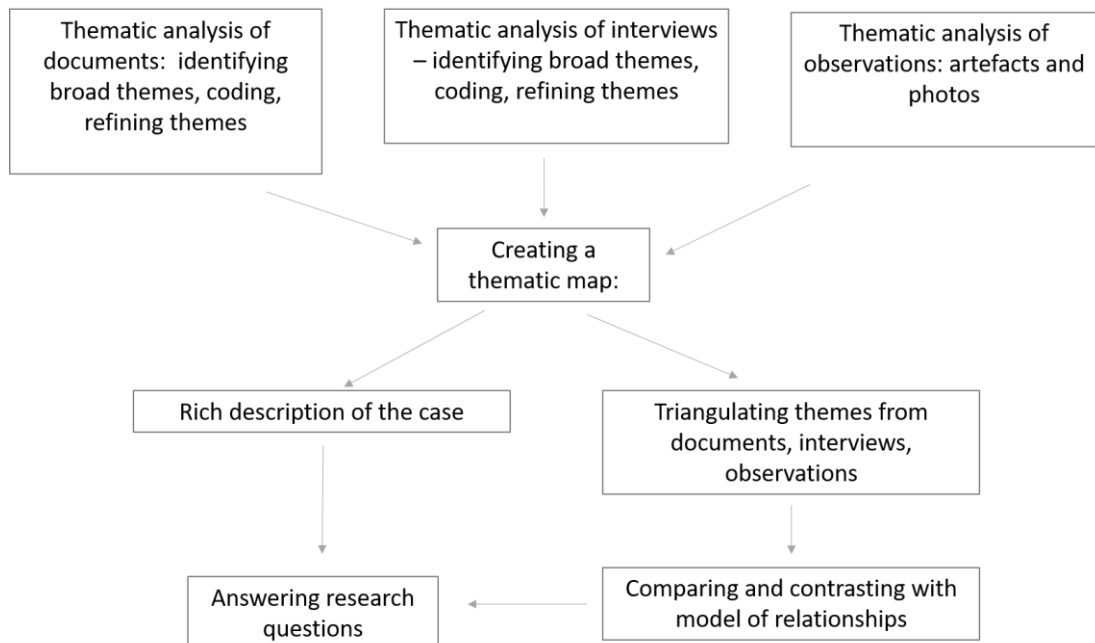 Thematic analysis of
documents:  identifying
broad themes, coding,
refining themes
Thematic analysis of interviews
– identifying broad themes,
coding, refining themes
Thematic analysis of
observations: artefacts and
photos
Creating a
thematic map:
Rich description of the case
Triangulating themes from
documents, interviews,
observations
Answering research
questions
Comparing and contrasting with
model of relationships